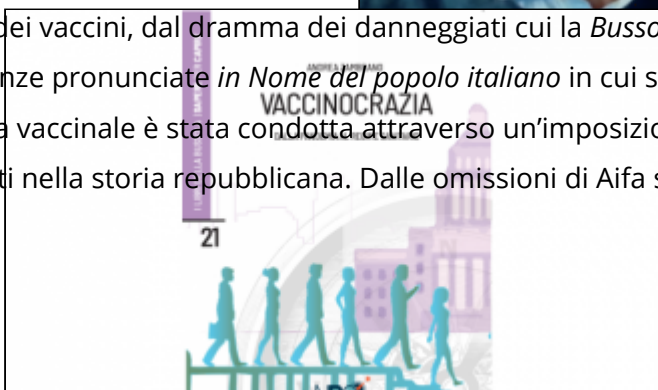 dei vaccini, dal dramma dei danneggiati cui la Busso
nze pronunciate in Nome del popolo italiano in cui s
VACCINOCRAZIA
a vaccinale è stata condotta attraverso un'imposizio
ti nella storia repubblicana. Dalle omissioni di Aifa s
21